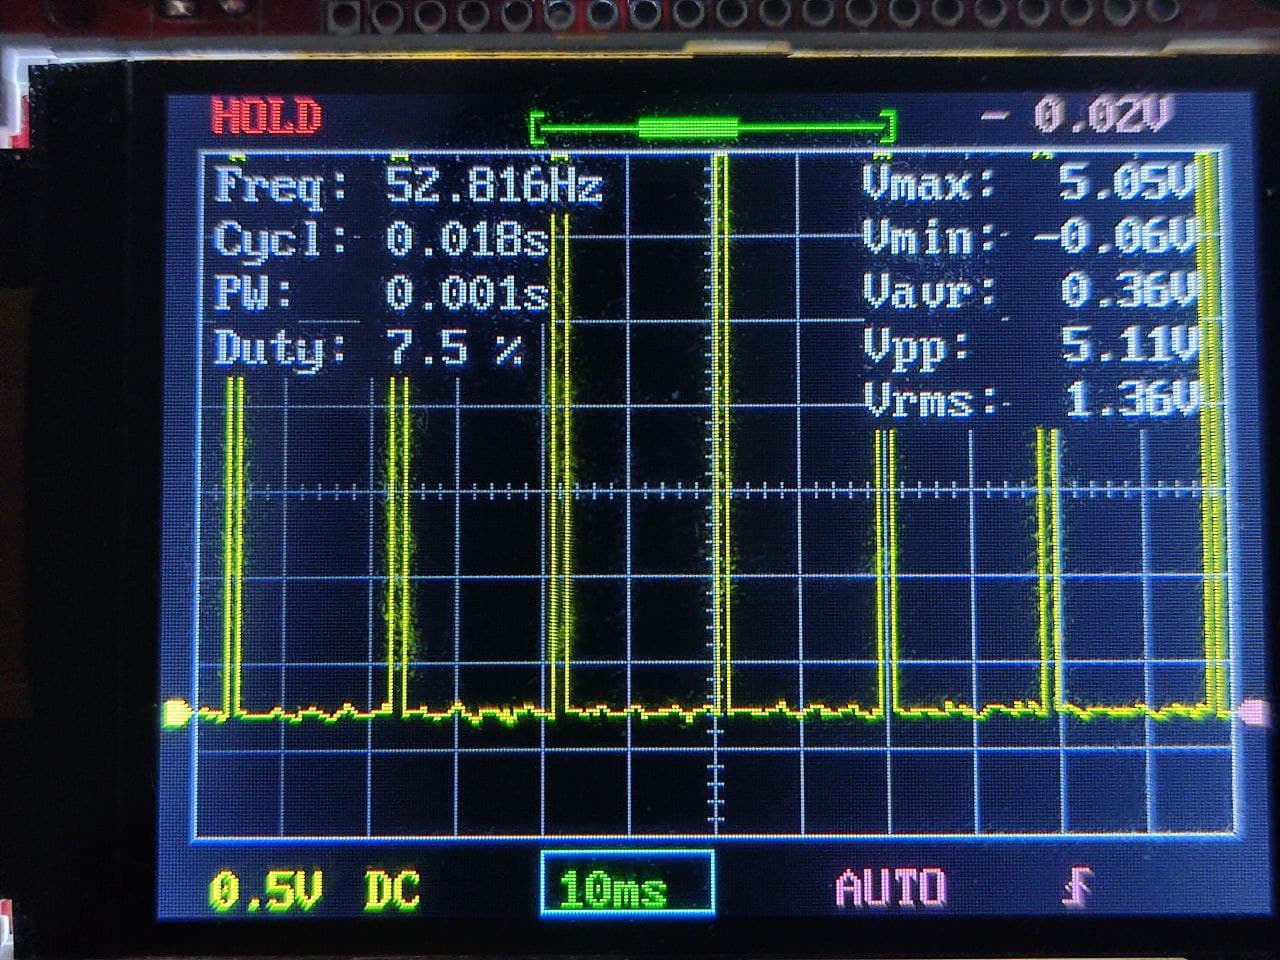 HOLD - 0.02V
Freq: 52.816Hz Vmax: 5.05V
Cycl: 0.018s Vmin: -0.06V
PW: 0.001s Vavr: 0.36V
Duty: 7.5 % Vpp: 5.11V
Vrms: 1.36V
0.5V DC 10ms AUTO